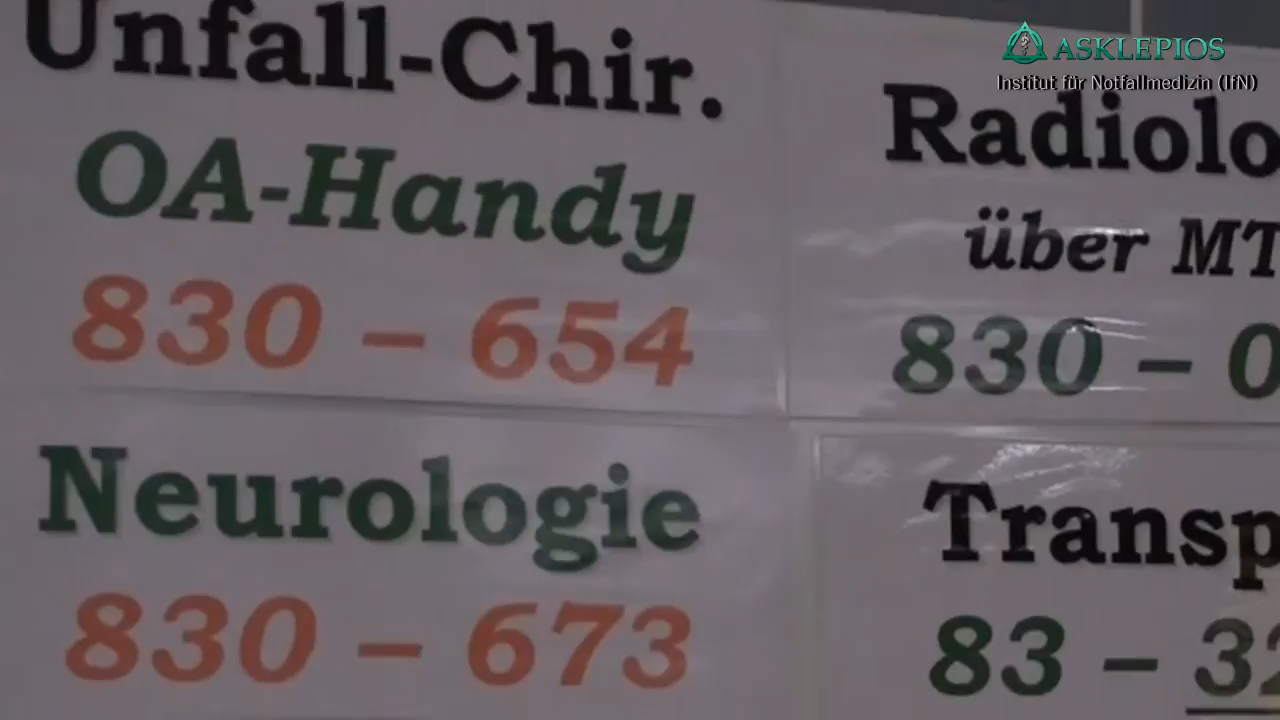 Unfall-Chir.
OA-Handy
830 – 654
Neurologie
830 – 673
Radiolo
über MT
830 – 0
Transp
83 – 32
ASKLEPIOS
Institut für Notfallmedizin (IfN)